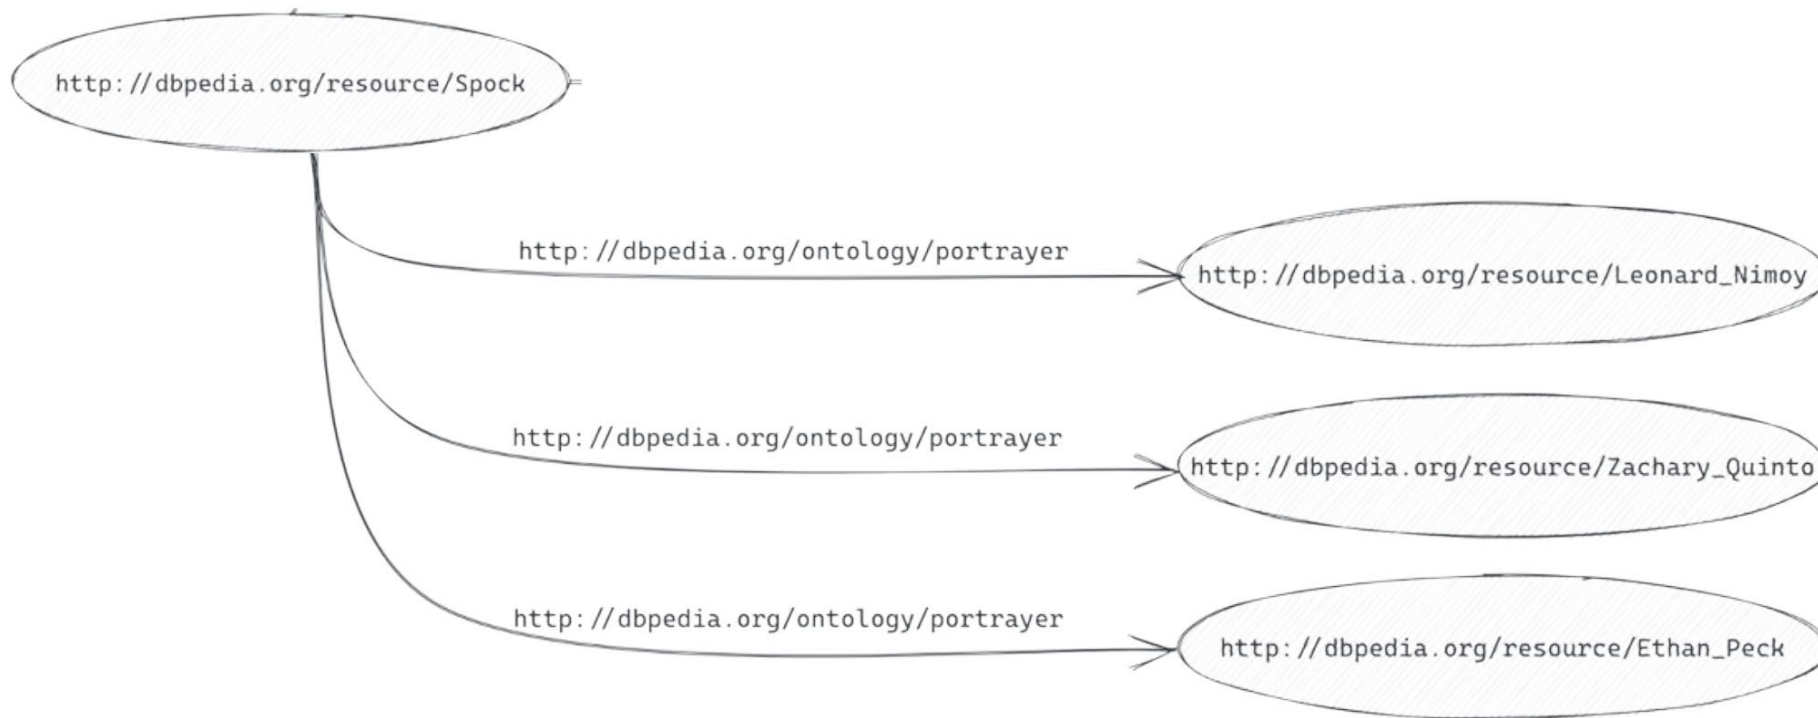 http://dbpedia.org/resource/Spock
http://dbpedia.org/ontology/portrayer
http://dbpedia.org/resource/Leonard_Nimoy
http://dbpedia.org/ontology/portrayer
http://dbpedia.org/resource/Zachary_Quinto
http://dbpedia.org/ontology/portrayer
http://dbpedia.org/resource/Ethan_Peck